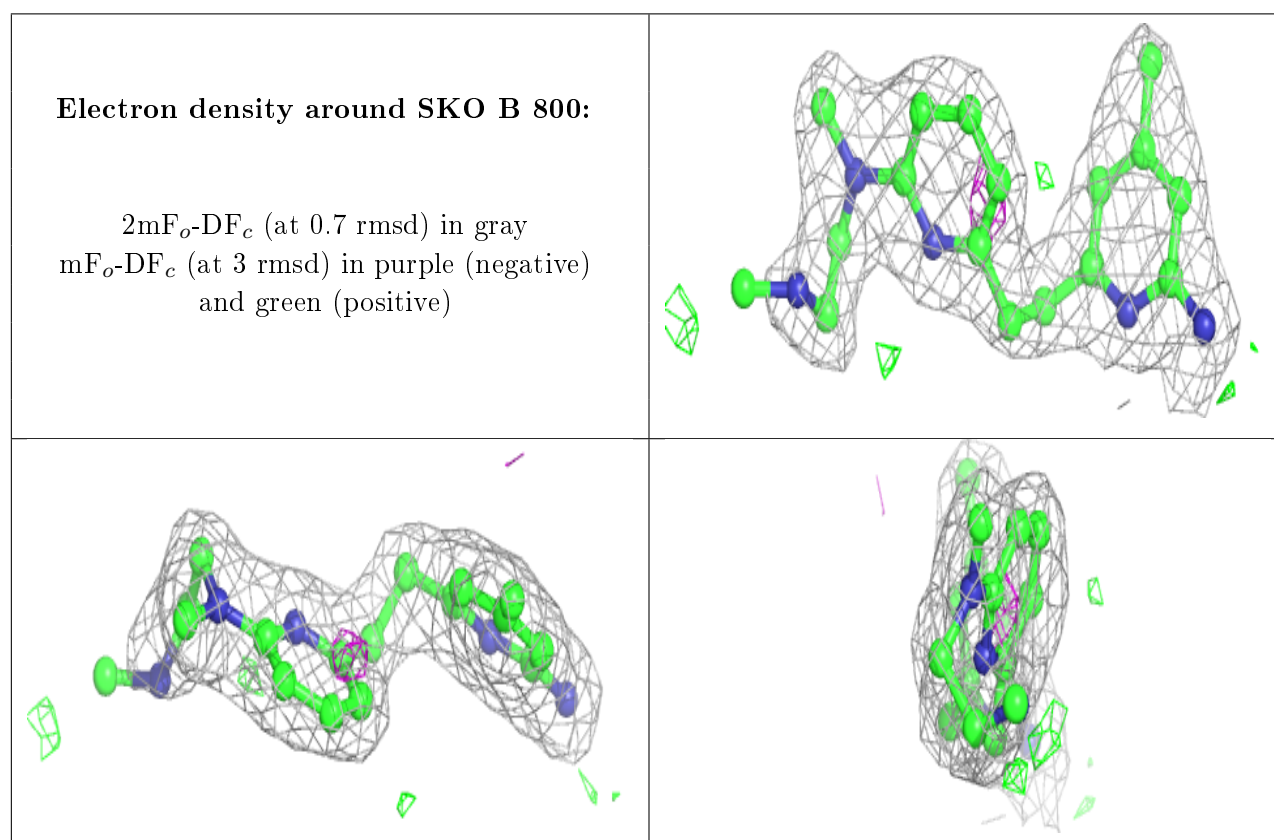 Electron density around SKO B 800:
2mFₒ-DF𝒸 (at 0.7 rmsd) in gray
mFₒ-DF𝒸 (at 3 rmsd) in purple (negative)
and green (positive)